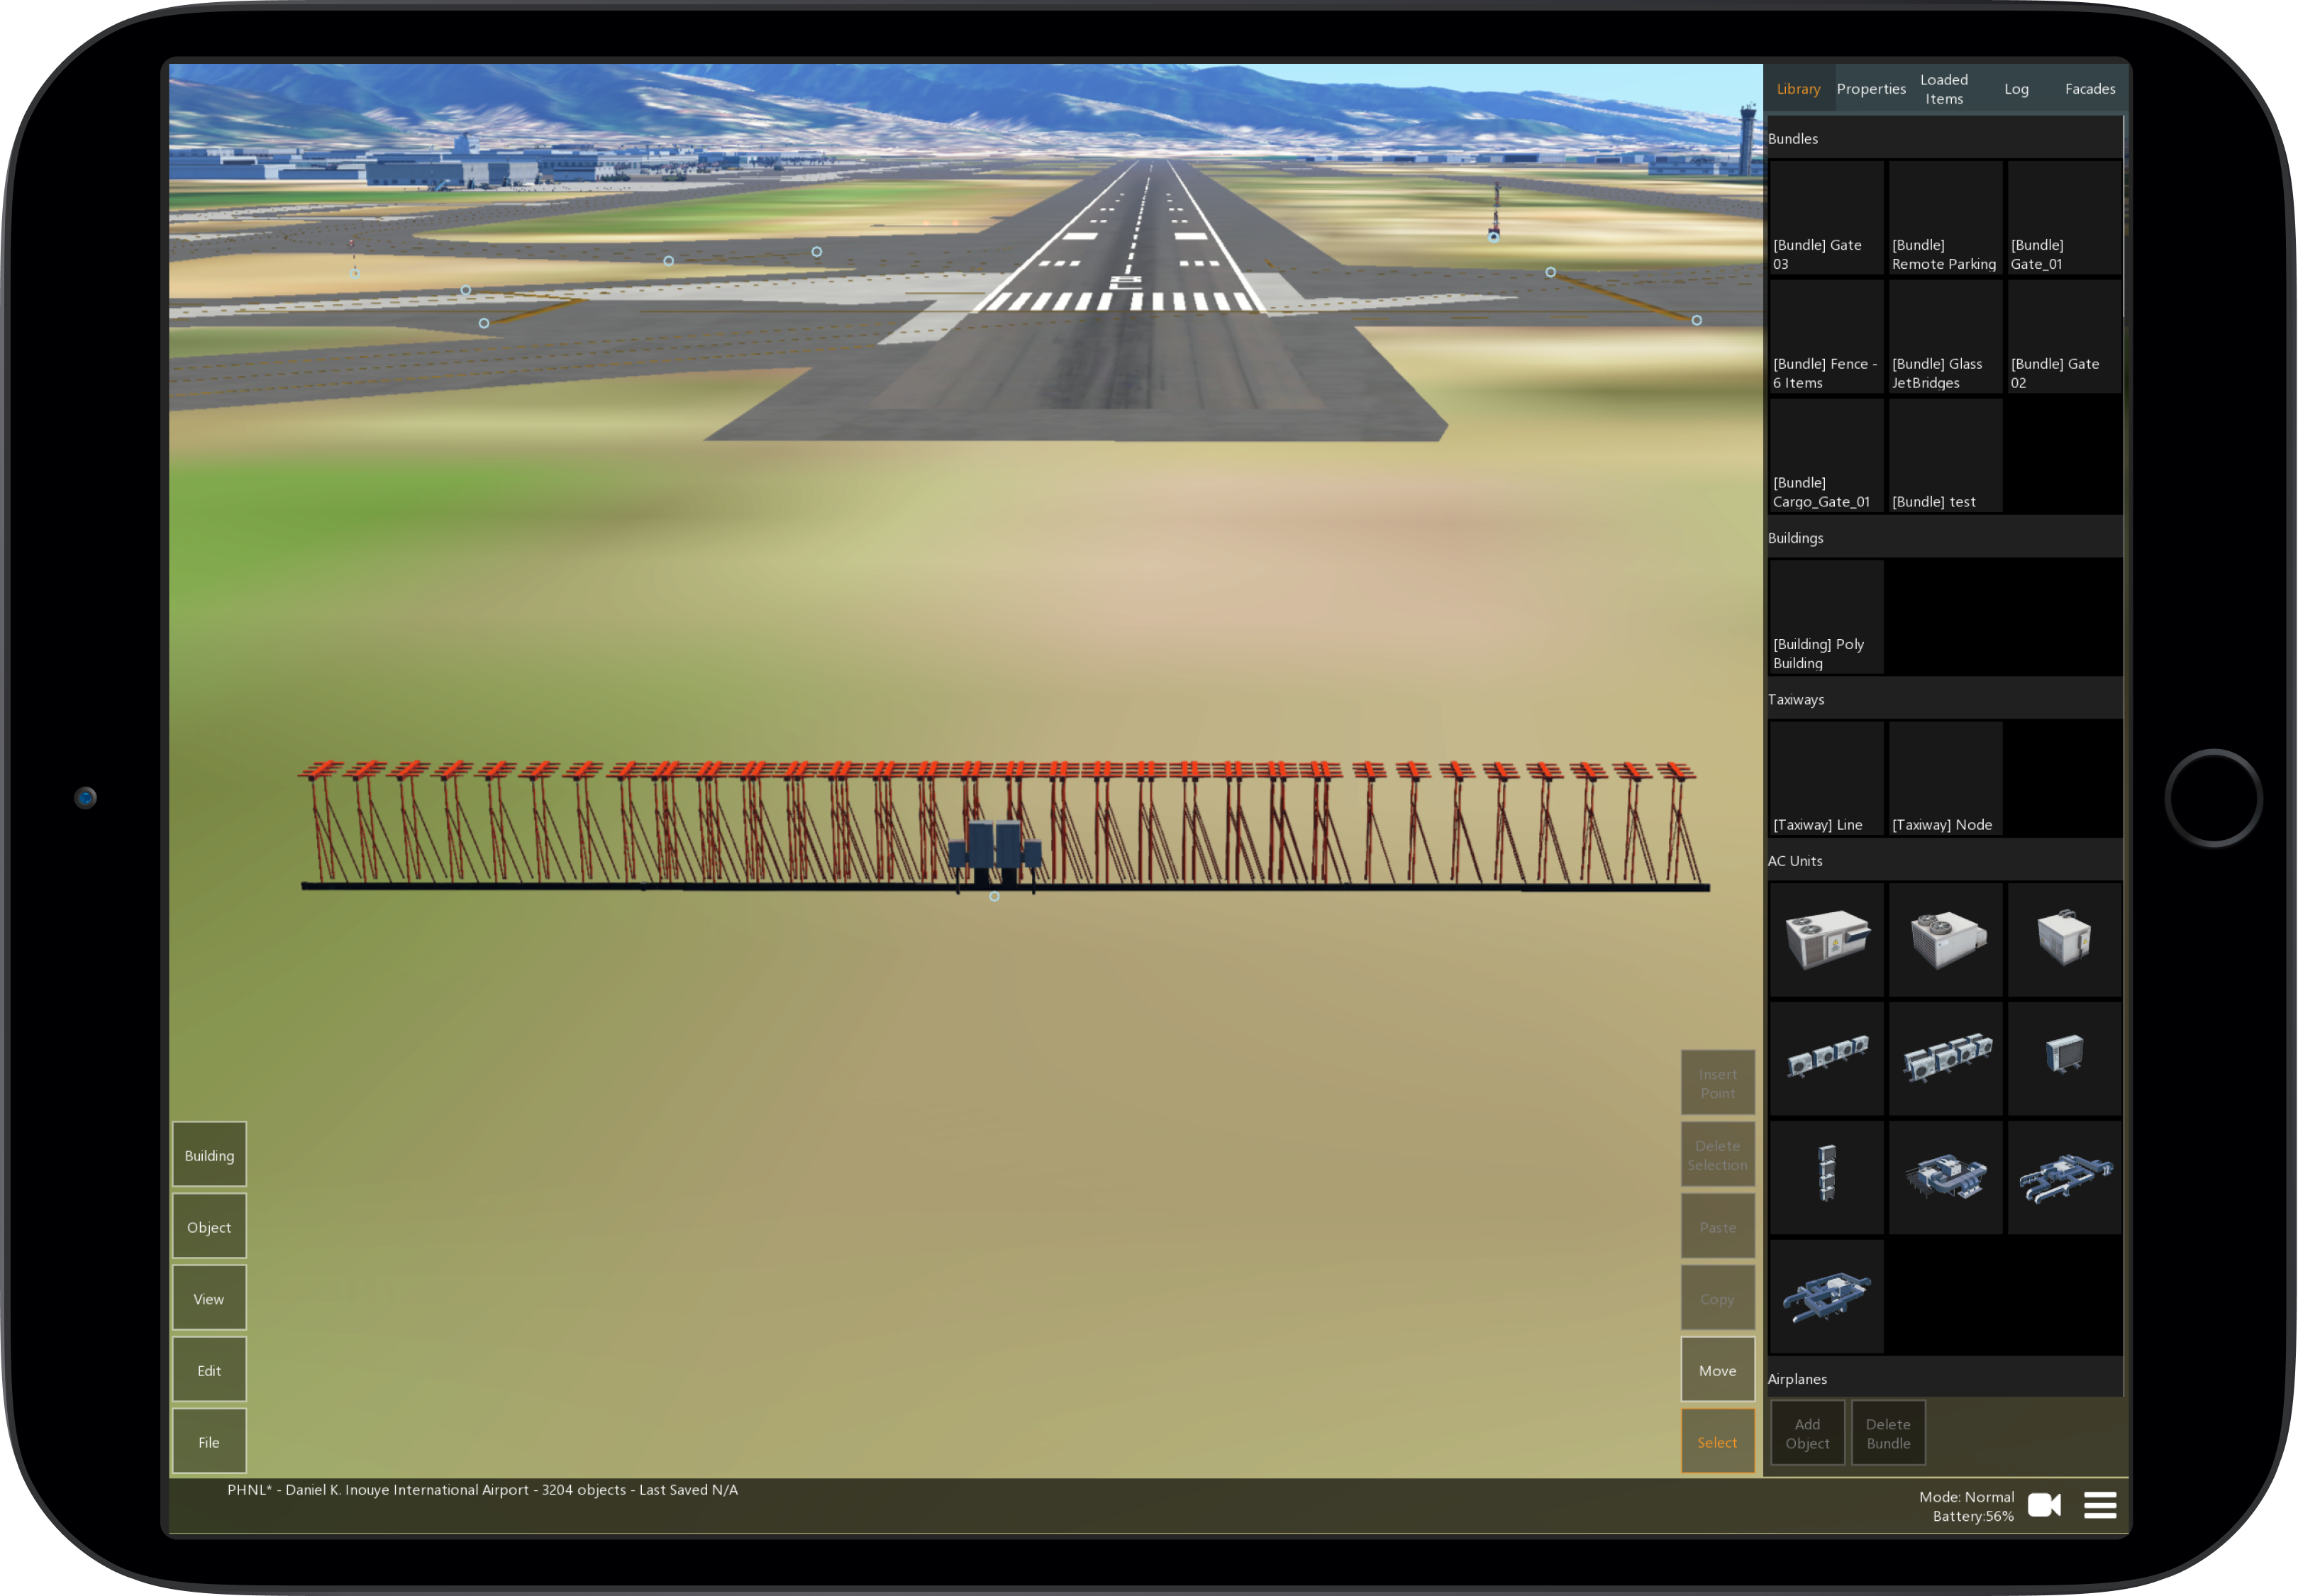 Library
Properties
Loaded
Items
Log
Facades
Bundles
[Bundle] Gate
03
[Bundle]
Remote Parking
[Bundle]
Gate_01
[Bundle] Fence -
6 Items
[Bundle] Glass
JetBridges
[Bundle] Gate
02
[Bundle]
Cargo_Gate_01
[Bundle] test
Buildings
[Building] Poly
Building
Taxiways
[Taxiway] Line
[Taxiway] Node
AC Units
Airplanes
Add
Object
Delete
Bundle
Insert
Point
Delete
Selection
Paste
Copy
Move
Select
Building
Object
View
Edit
File
PHNL* - Daniel K. Inouye International Airport - 3204 objects - Last Saved N/A
Mode: Normal
Battery:56%